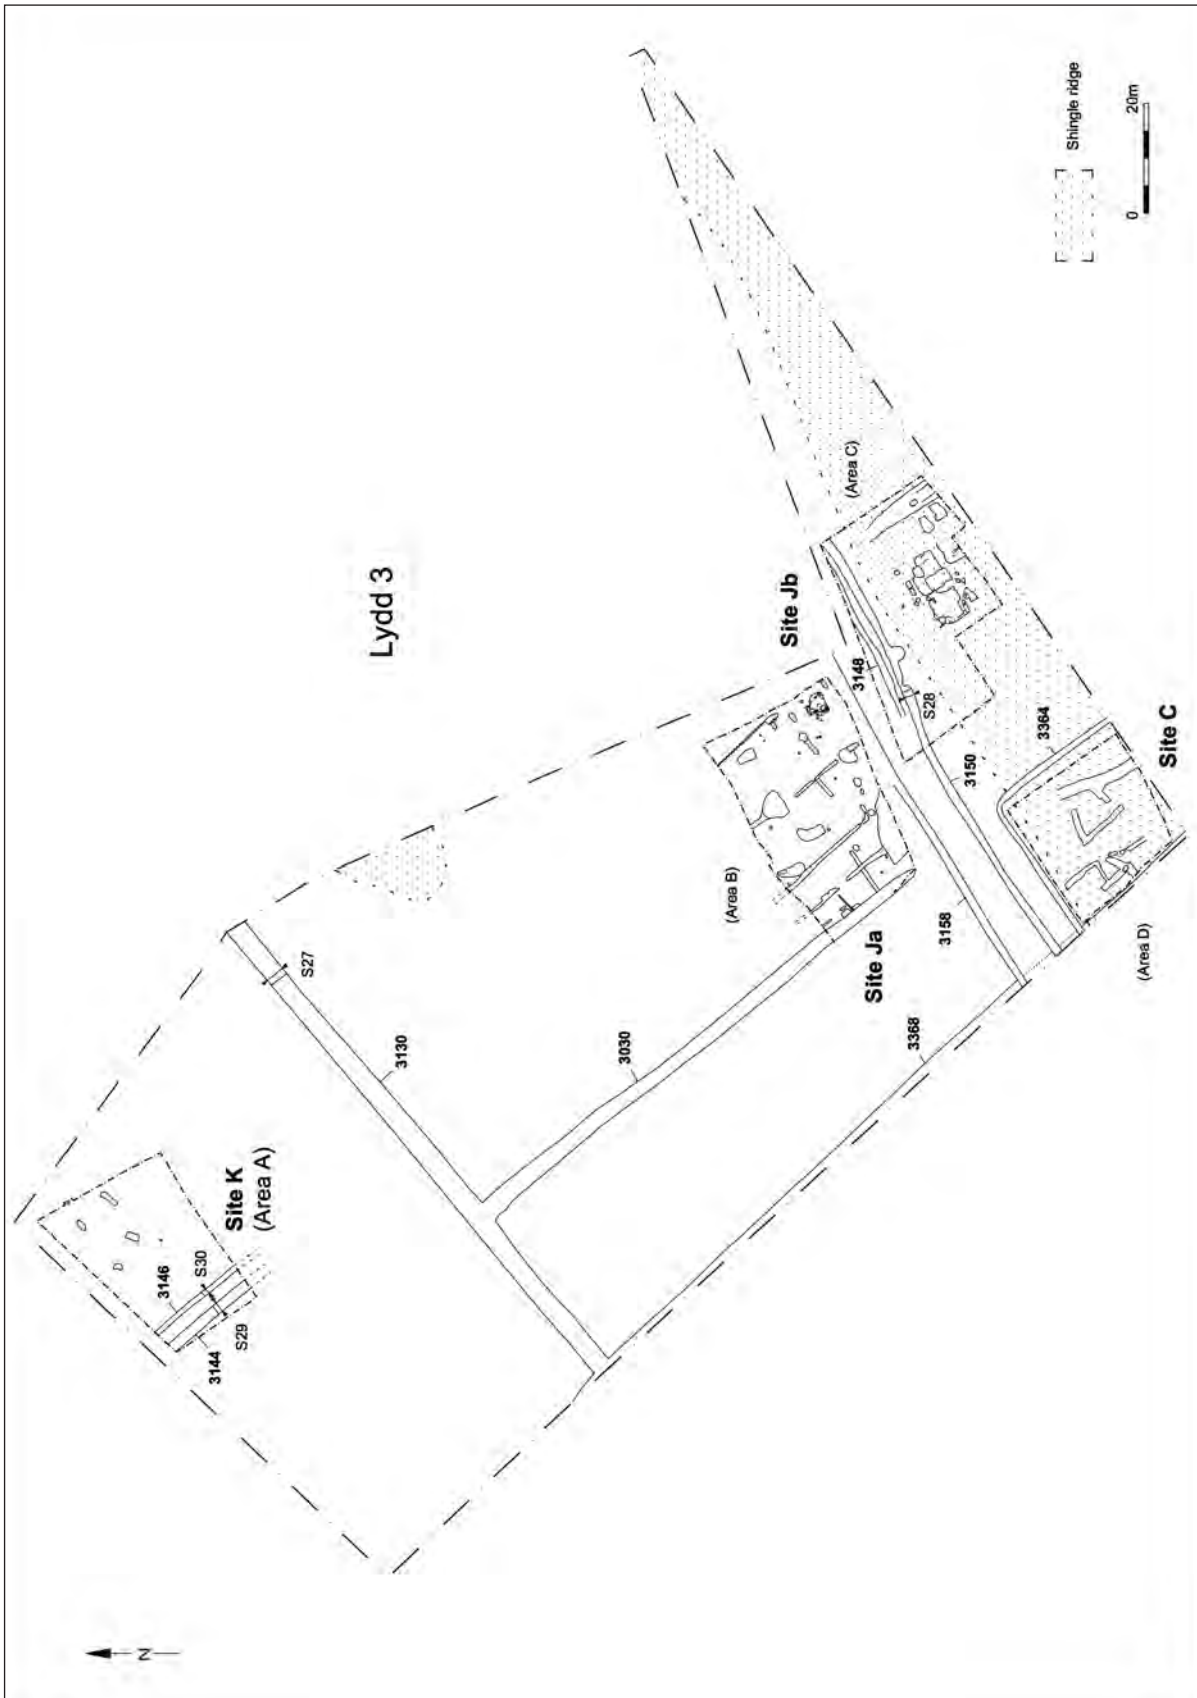 Lydd 3
Shingle ridge
0 20m
Site K
(Area A)
3146
S30
S29
3144
S27
3130
3030
(Area B)
Site Ja
Site Jb
(Area C)
3148
S28
3150
3158
3368
3364
Site C
(Area D)
N